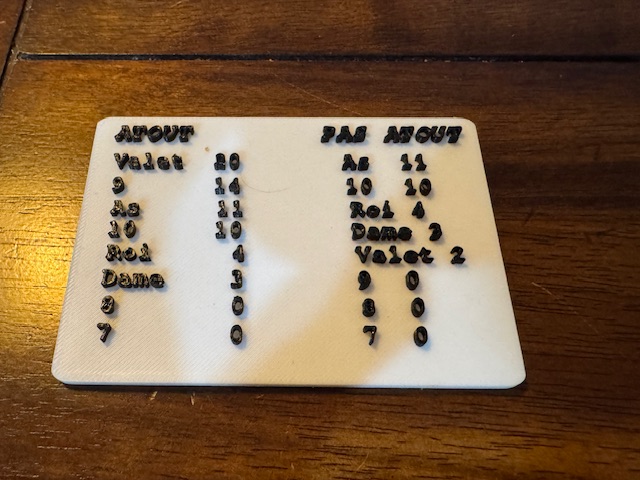 ATOUT PAS ATOUT
Valet 20 As 11
9 14 10 10
As 11 Roi 4
10 10 Dame 3
Roi 4 Valet 2
Dame 3 9 0
8 0 8 0
7 0 7 0